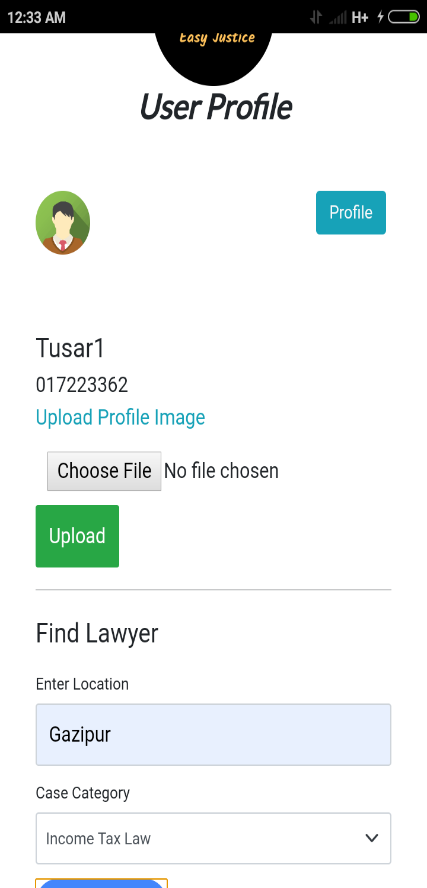 12:33 AM
H+
Easy Justice
User Profile
Profile
Tusar1
017223362
Upload Profile Image
Choose File No file chosen
Upload
Find Lawyer
Enter Location
Gazipur
Case Category
Income Tax Law